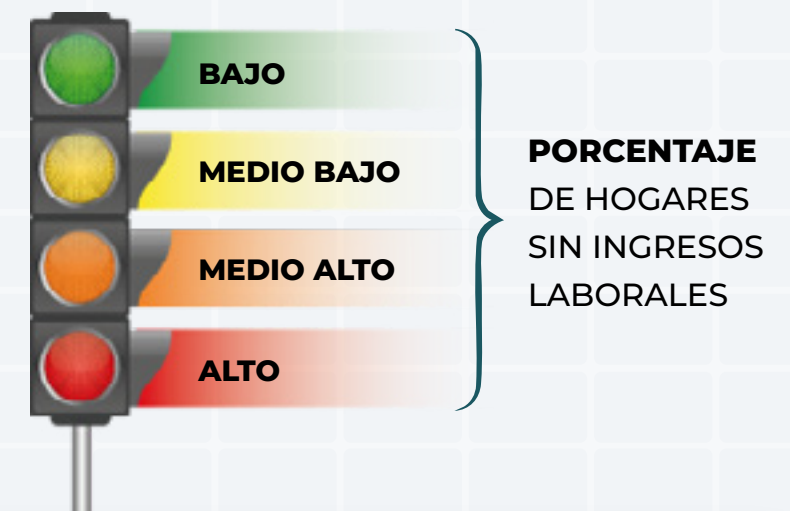 BAJO
MEDIO BAJO
MEDIO ALTO
ALTO
PORCENTAJE
DE HOGARES
SIN INGRESOS
LABORALES